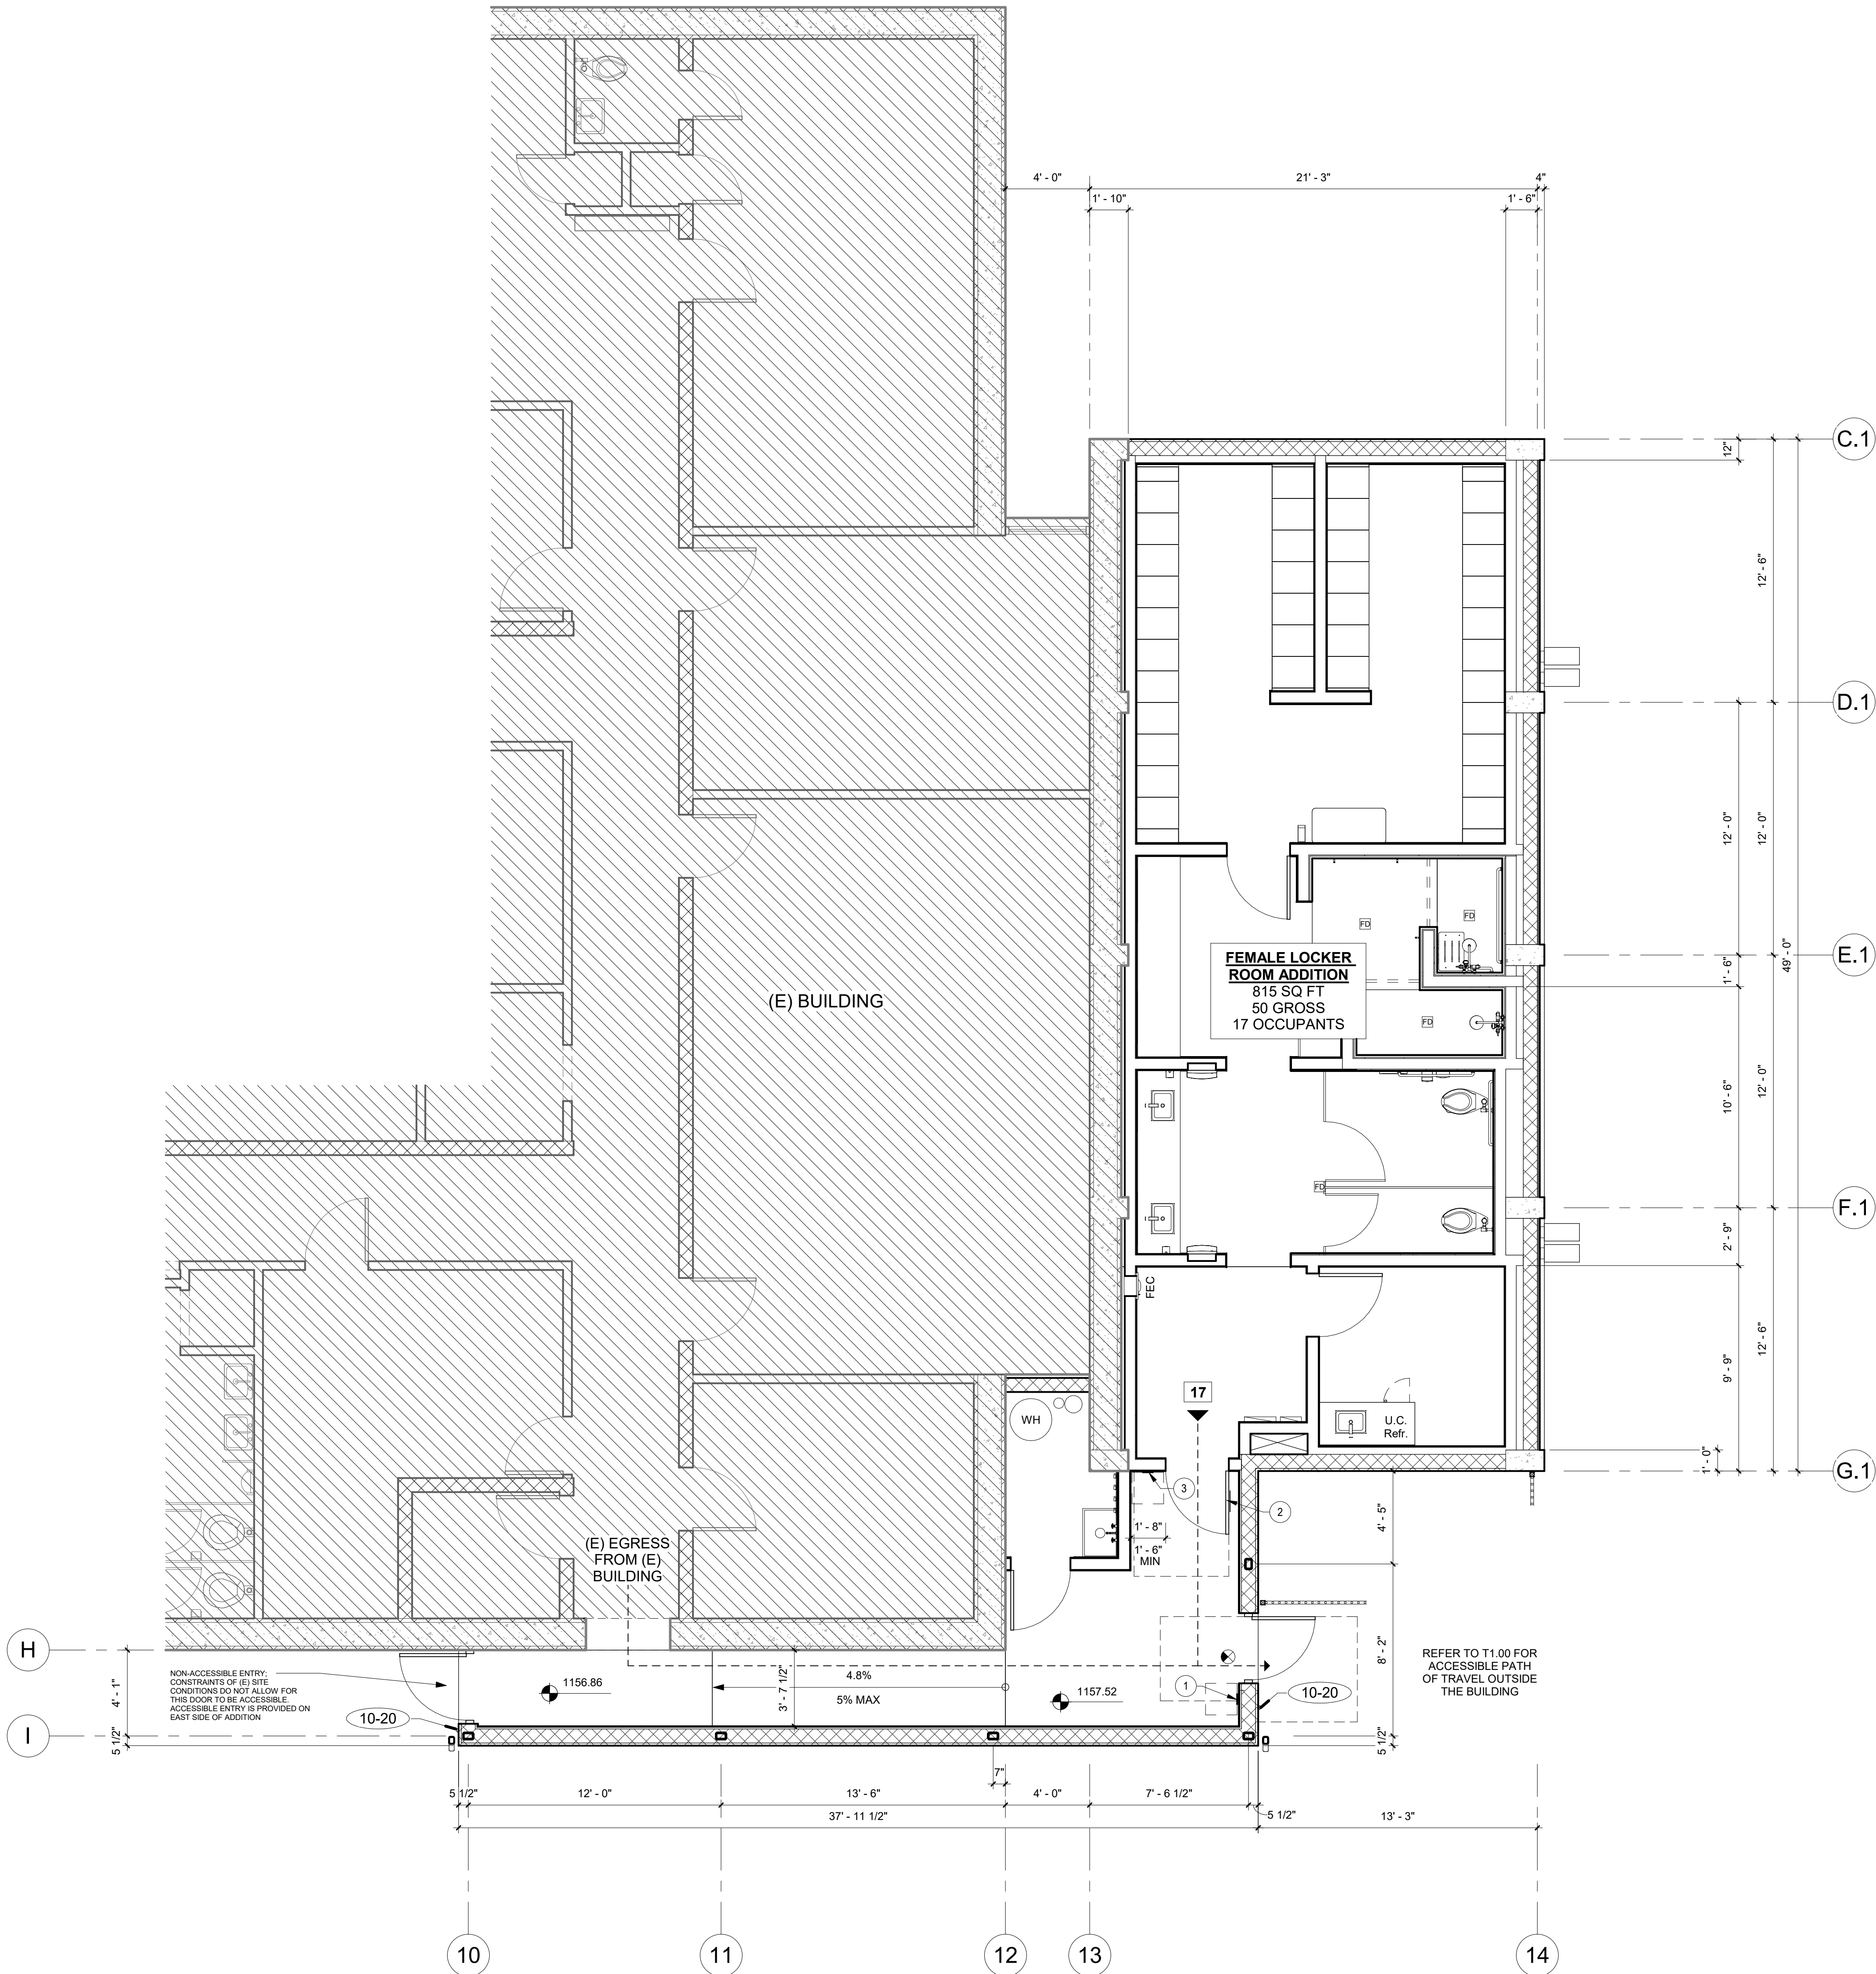 4' - 0"
21' - 3"
4"
1' - 10"
1' - 6"
C.1
12"
12' - 6"
D.1
12' - 0"
12' - 0"
FD
FD
FEMALE LOCKER
ROOM ADDITION
815 SQ FT
50 GROSS
17 OCCUPANTS
E.1
1' - 6"
49' - 0"
(E) BUILDING
FD
10' - 6"
12' - 0"
FD
F.1
2' - 9"
FEC
12' - 6"
9' - 9"
17
WH
U.C.
Refr.
1' - 0"
G.1
3
2
4' - 5"
1' - 8"
1' - 6"
MIN
(E) EGRESS
FROM (E)
BUILDING
H
8' - 2"
REFER TO T1.00 FOR
ACCESSIBLE PATH
OF TRAVEL OUTSIDE
THE BUILDING
NON-ACCESSIBLE ENTRY;
CONSTRAINTS OF (E) SITE
CONDITIONS DO NOT ALLOW FOR
THIS DOOR TO BE ACCESSIBLE.
ACCESSIBLE ENTRY IS PROVIDED ON
EAST SIDE OF ADDITION
4' - 1"
1156.86
3' - 7 1/2"
4.8%
5% MAX
1157.52
1
10-20
10-20
I
5 1/2"
5 1/2"
7"
5 1/2"
12' - 0"
13' - 6"
4' - 0"
7' - 6 1/2"
37' - 11 1/2"
5 1/2"
13' - 3"
10
11
12
13
14